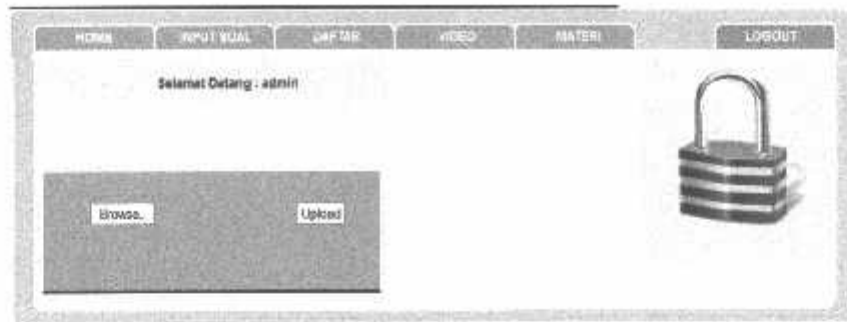 HOME INPUT SOAL DAFTAR VIDEO MATERI LOGOUT
Selamat Datang : admin
Browse.. Upload